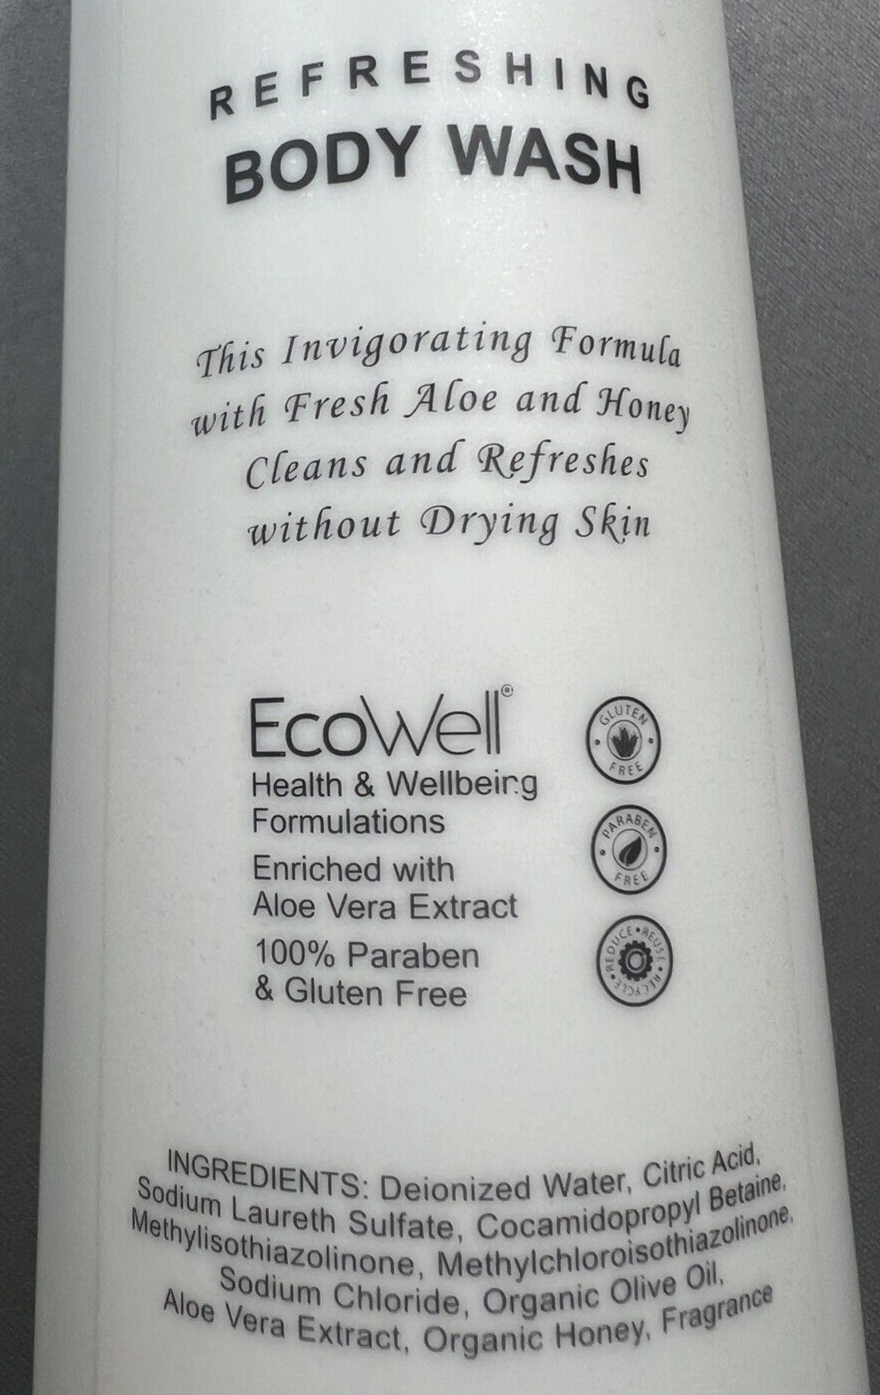 REFRESHING
BODY WASH
This Invigorating Formula
with Fresh Aloe and Honey
Cleans and Refreshes
without Drying Skin
EcoWell®
Health & Wellbeing
Formulations
Enriched with
Aloe Vera Extract
100% Paraben
& Gluten Free
GLUTEN
FREE
PARABEN
FREE
REDUCE • REUSE • RECYCLE •
INGREDIENTS: Deionized Water, Citric Acid,
Sodium Laureth Sulfate, Cocamidopropyl Betaine,
Methylisothiazolinone, Methylchloroisothiazolinone,
Sodium Chloride, Organic Olive Oil,
Aloe Vera Extract, Organic Honey, Fragrance